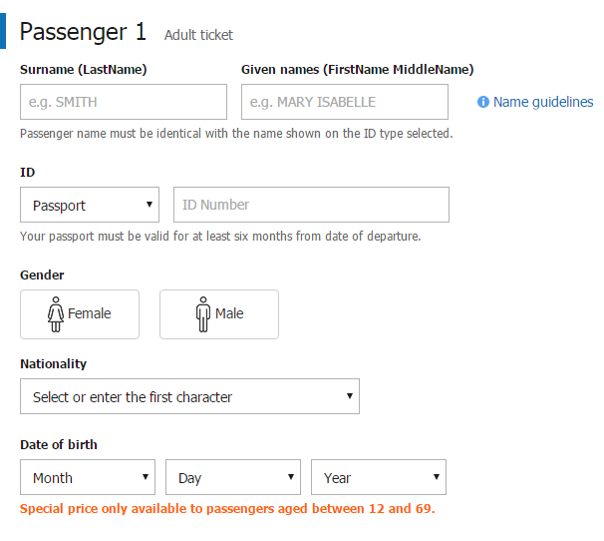 Passenger 1 Adult ticket
Surname (LastName) Given names (FirstName MiddleName)
e.g. SMITH e.g. MARY ISABELLE Name guidelines
Passenger name must be identical with the name shown on the ID type selected.
ID
Passport ID Number
Your passport must be valid for at least six months from date of departure.
Gender
Female Male
Nationality
Select or enter the first character
Date of birth
Month Day Year
Special price only available to passengers aged between 12 and 69.